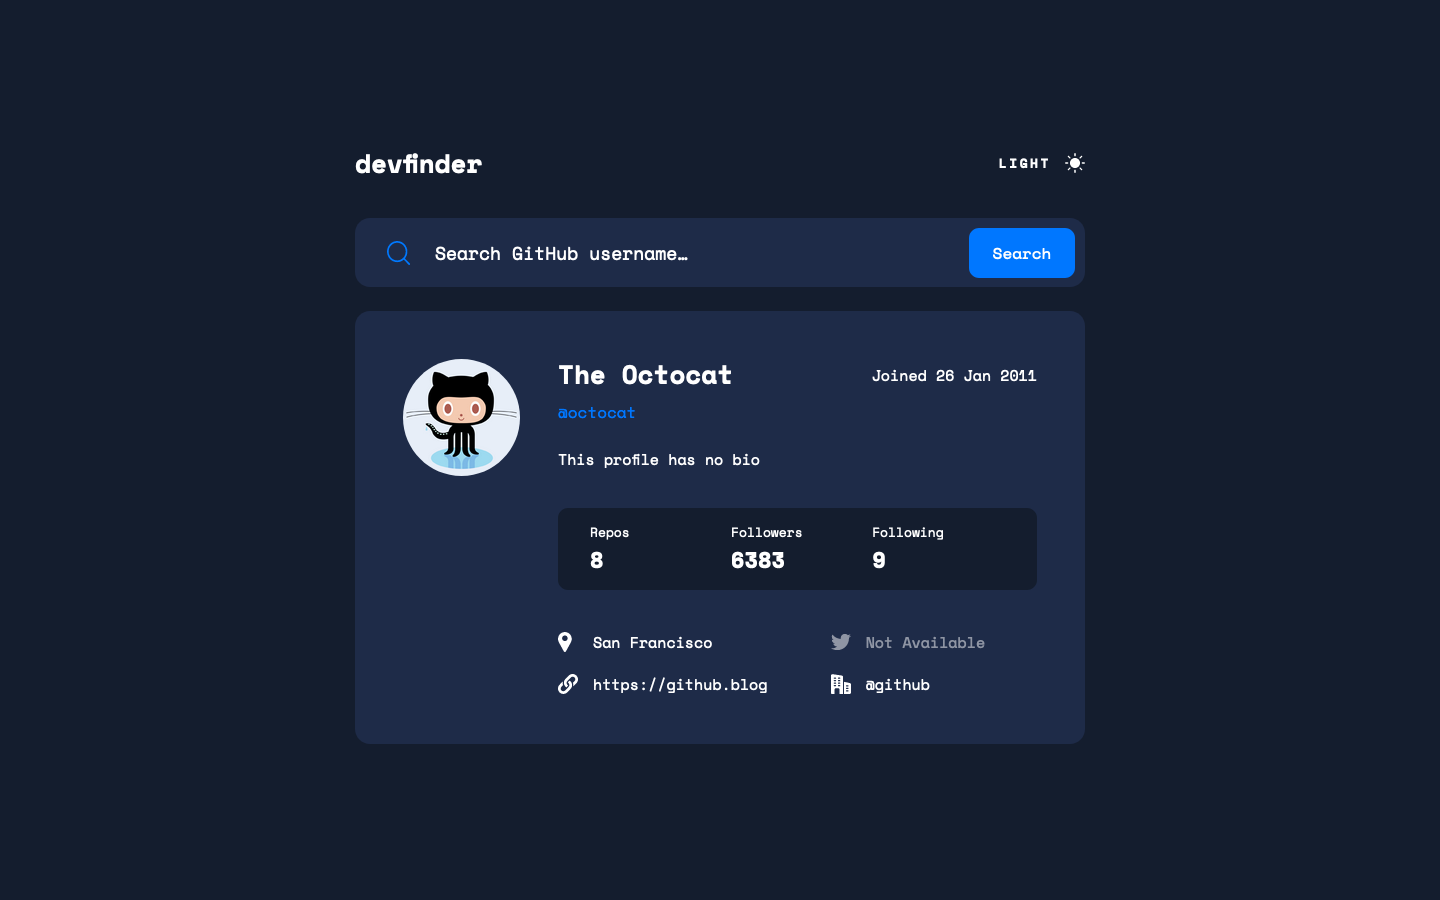 devfinder
LIGHT
Search GitHub username…
Search
The Octocat
Joined 26 Jan 2011
@octocat
This profile has no bio
Repos
Followers
Following
8
6383
9
San Francisco
Not Available
https://github.blog
@github